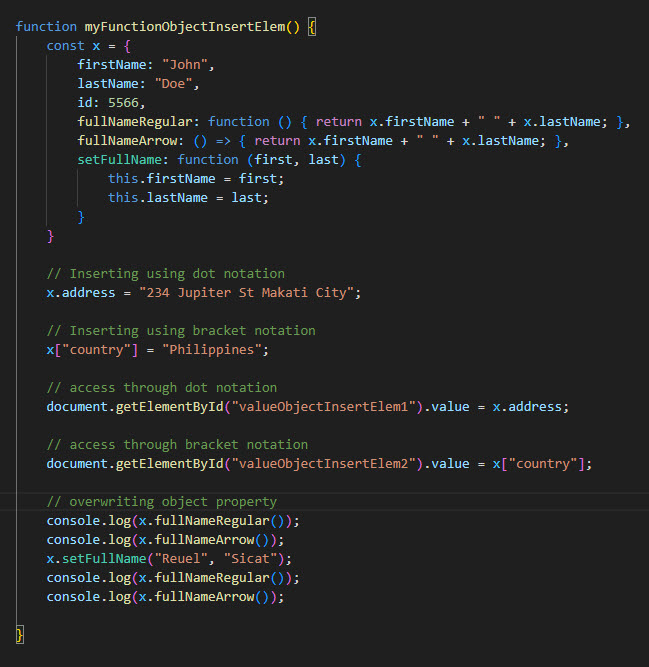 function myFunctionObjectInsertElem() {
    const x = {
        firstName: "John",
        lastName: "Doe",
        id: 5566,
        fullNameRegular: function () { return x.firstName + " " + x.lastName; },
        fullNameArrow: () => { return x.firstName + " " + x.lastName; },
        setFullName: function (first, last) {
            this.firstName = first;
            this.lastName = last;
        }
    }

    // Inserting using dot notation
    x.address = "234 Jupiter St Makati City";

    // Inserting using bracket notation
    x["country"] = "Philippines";

    // access through dot notation
    document.getElementById("valueObjectInsertElem1").value = x.address;

    // access through bracket notation
    document.getElementById("valueObjectInsertElem2").value = x["country"];

    // overwriting object property
    console.log(x.fullNameRegular());
    console.log(x.fullNameArrow());
    x.setFullName("Reuel", "Sicat");
    console.log(x.fullNameRegular());
    console.log(x.fullNameArrow());

}